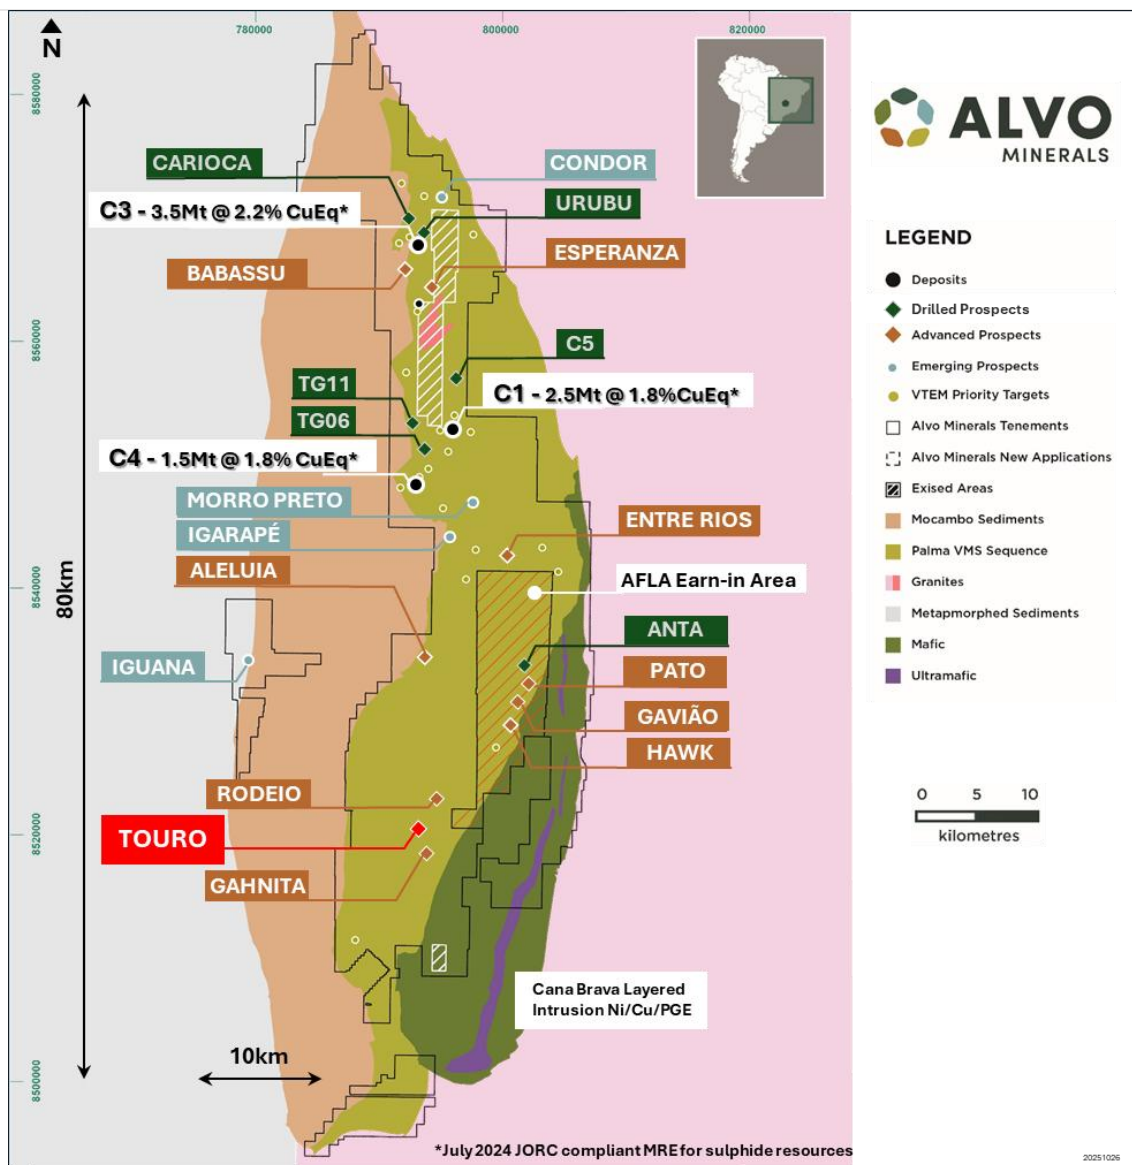 780000
800000
820000
N
8580000
8560000
8540000
8520000
8500000
80km
10km
CARIOCA
CONDOR
C3 - 3.5Mt @ 2.2% CuEq*
URUBU
BABASSU
ESPERANZA
C5
TG11
C1 - 2.5Mt @ 1.8%CuEq*
TG06
C4 - 1.5Mt @ 1.8% CuEq*
MORRO PRETO
IGARAPÉ
ENTRE RIOS
ALELUIA
AFLA Earn-in Area
ANTA
IGUANA
PATO
GAVIÃO
HAWK
RODEIO
TOURO
GAHNITA
Cana Brava Layered
Intrusion Ni/Cu/PGE
*July 2024 JORC compliant MRE for sulphide resources
ALVO
MINERALS
LEGEND
Deposits
Drilled Prospects
Advanced Prospects
Emerging Prospects
VTEM Priority Targets
Alvo Minerals Tenements
Alvo Minerals New Applications
Exised Areas
Mocambo Sediments
Palma VMS Sequence
Granites
Metapmorphed Sediments
Mafic
Ultramafic
0 5 10
kilometres
20251026